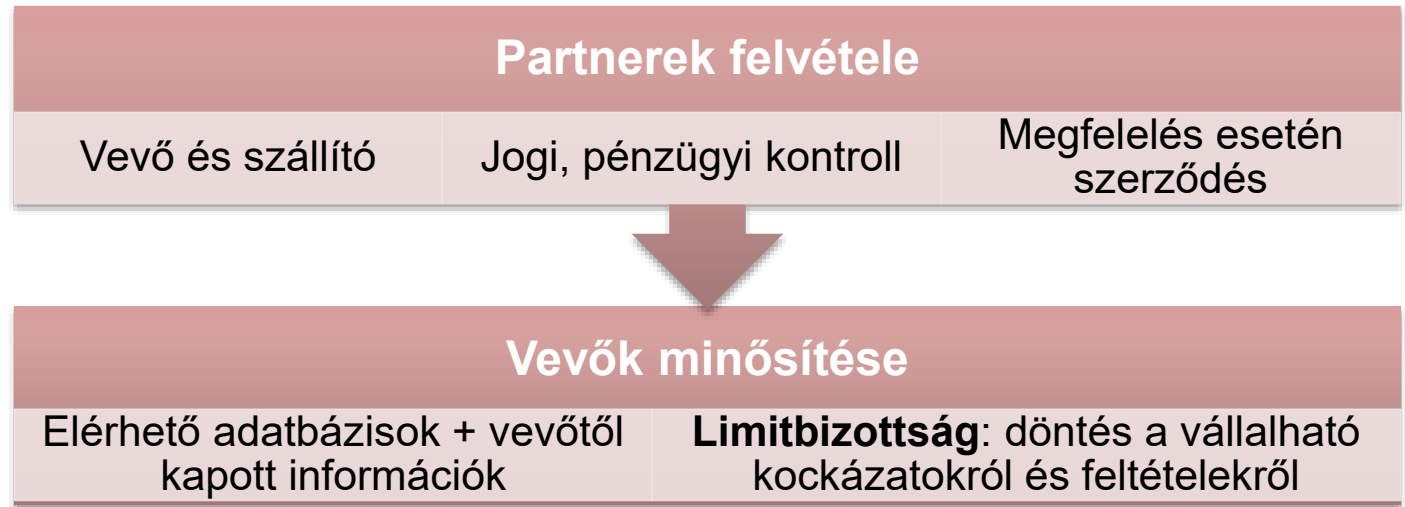 Partnerek felvétele
Vevő és szállító
Jogi, pénzügyi kontroll
Megfelelés esetén
szerződés
Vevők minősítése
Elérhető adatbázisok + vevőtől
kapott információk
Limitbizottság: döntés a vállalható
kockázatokról és feltételekről